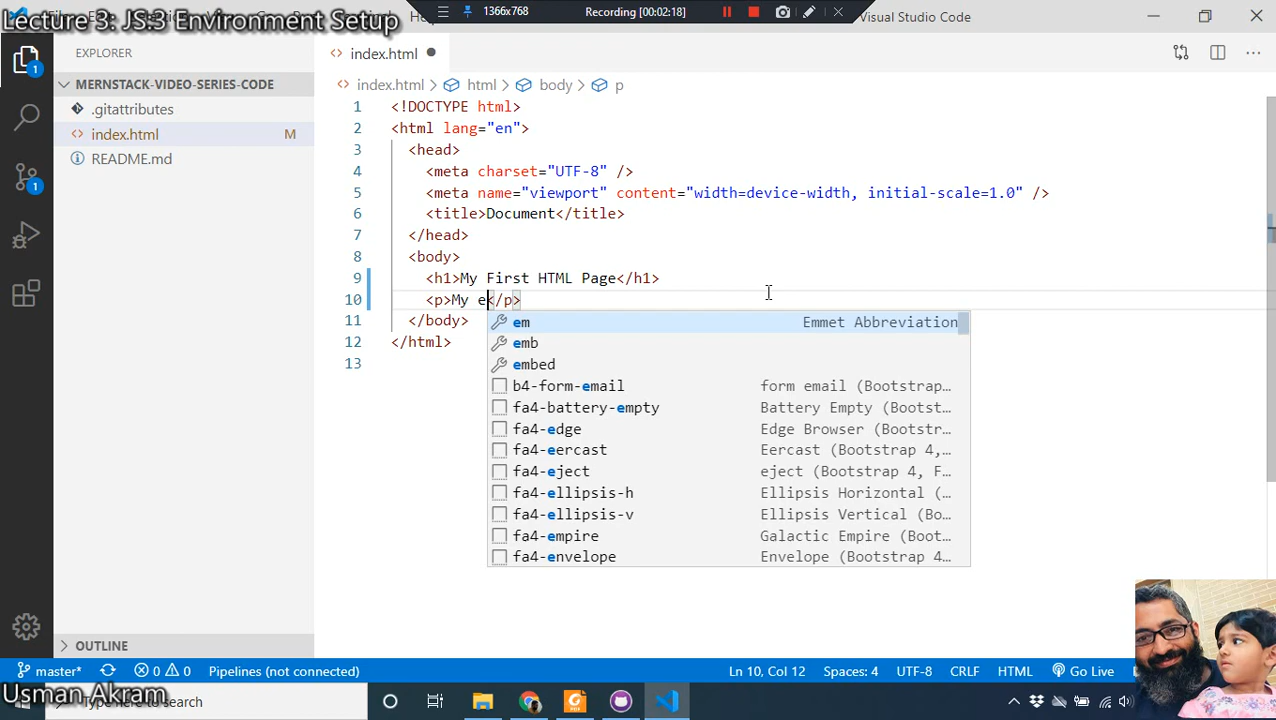 Lecture 3: JS:3 Environment Setup
1366x768
Recording [00:02:18]
Visual Studio Code
EXPLORER
MERNSTACK-VIDEO-SERIES-CODE
.gitattributes
index.html M
README.md
OUTLINE
index.html
index.html > html > body > p
1 <!DOCTYPE html>
2 <html lang="en">
3 <head>
4 <meta charset="UTF-8" />
5 <meta name="viewport" content="width=device-width, initial-scale=1.0" />
6 <title>Document</title>
7 </head>
8 <body>
9 <h1>My First HTML Page</h1>
10 <p>My e</p>
11 </body>
12 </html>
13
em Emmet Abbreviation
emb
embed
b4-form-email form email (Bootstrap…
fa4-battery-empty Battery Empty (Bootst…
fa4-edge Edge Browser (Bootstr…
fa4-eercast Eercast (Bootstrap 4,…
fa4-eject eject (Bootstrap 4, F…
fa4-ellipsis-h Ellipsis Horizontal (…
fa4-ellipsis-v Ellipsis Vertical (Bo…
fa4-empire Galactic Empire (Boot…
fa4-envelope Envelope (Bootstrap 4…
1
1
master* 0 0 Pipelines (not connected) Ln 10, Col 12 Spaces: 4 UTF-8 CRLF HTML Go Live
Usman Akram
here to search